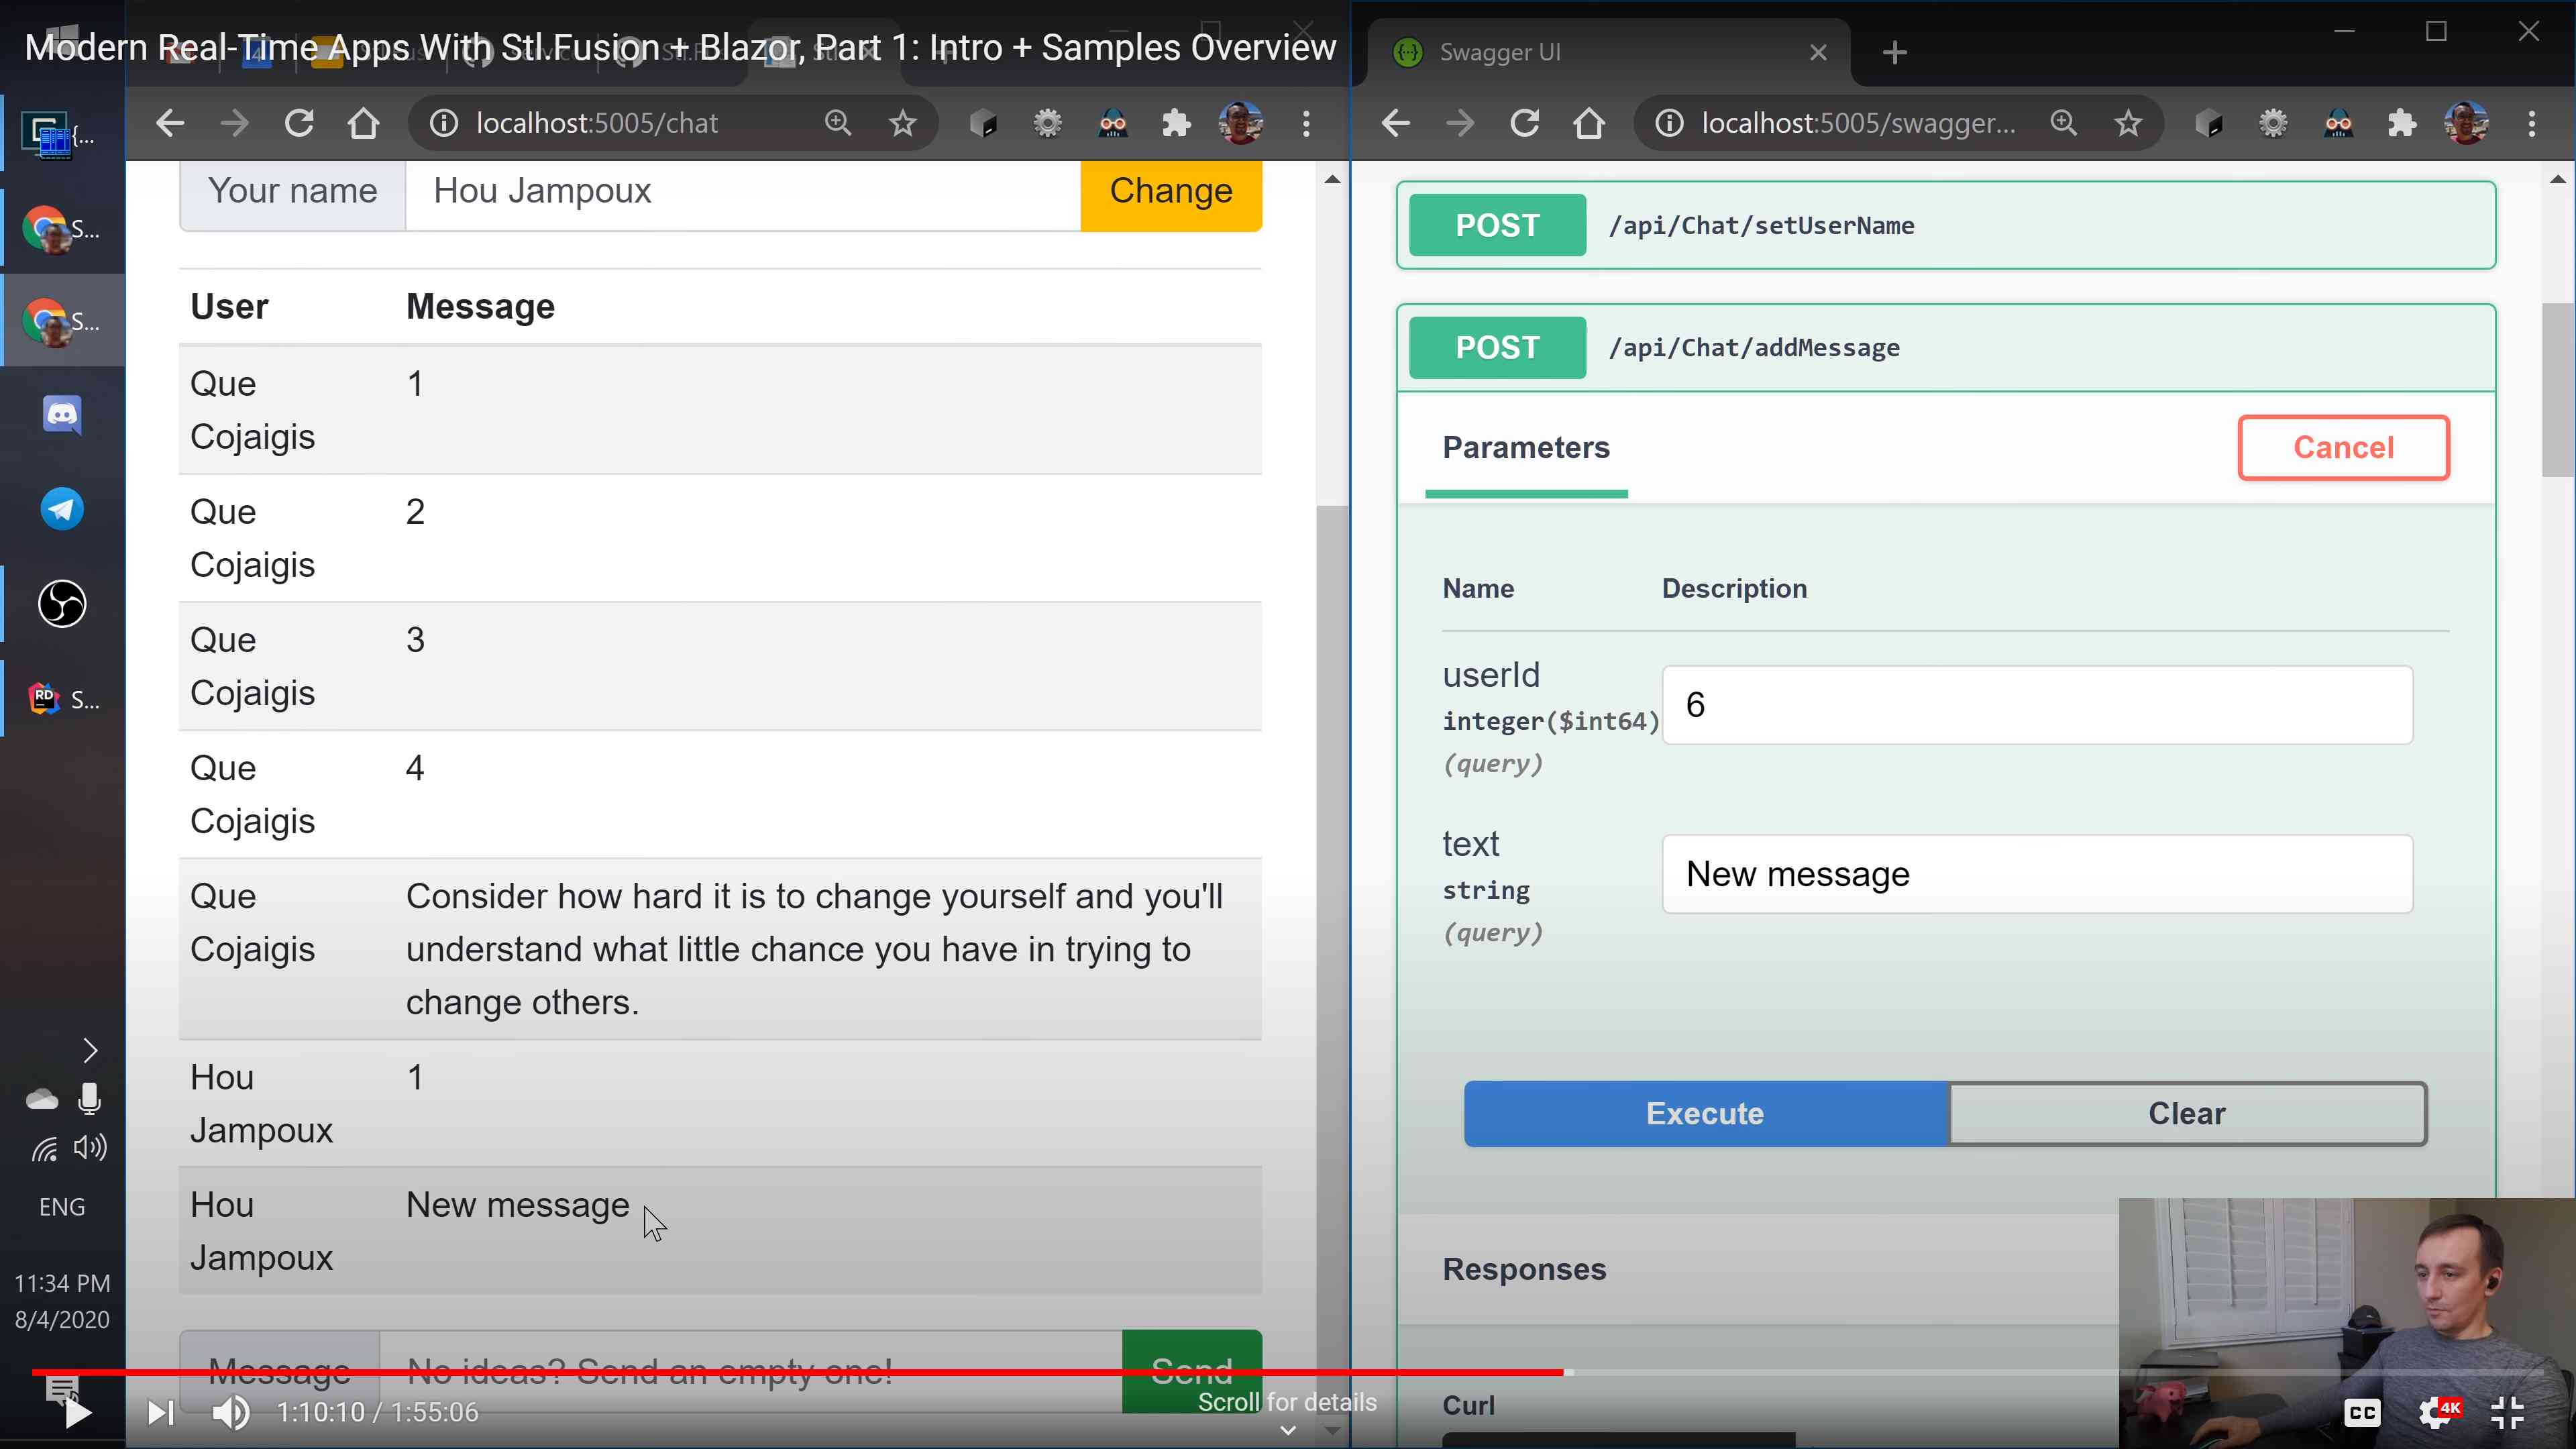 Modern Real-Time Apps With Stl.Fusion + Blazor, Part 1: Intro + Samples Overview
Swagger UI
localhost:5005/chat
localhost:5005/swagger...
{...
S...
S...
RD S...
ENG
11:34 PM
8/4/2020
Your name
Hou Jampoux
Change
User
Message
Que
Cojaigis
1
Que
Cojaigis
2
Que
Cojaigis
3
Que
Cojaigis
4
Que
Cojaigis
Consider how hard it is to change yourself and you'll
understand what little chance you have in trying to
change others.
Hou
Jampoux
1
Hou
Jampoux
New message
Message
No ideas? Send an empty one!
Send
POST /api/Chat/setUserName
POST /api/Chat/addMessage
Parameters
Cancel
Name
Description
userId
integer($int64)
(query)
6
text
string
(query)
New message
Execute
Clear
Responses
Curl
Scroll for details
1:10:10 / 1:55:06
CC
4K